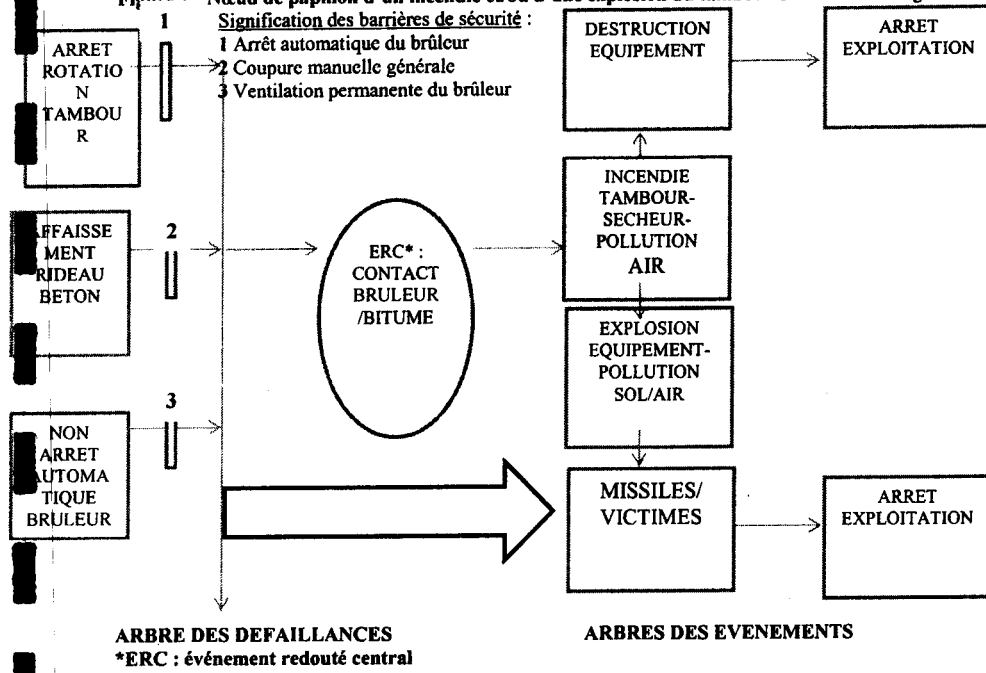 Nœud de papillon d'un incendie et/ou d'une explosion du
Signification des barrières de sécurité :
1 Arrêt automatique du brûleur
2 Coupure manuelle générale
3 Ventilation permanente du brûleur
1
ARRET
ROTATIO
N
TAMBOU
R
2
AFFAISSE
MENT
RIDEAU
BETON
3
NON
ARRET
AUTOMA
TIQUE
BRULEUR
ERC* :
CONTACT
BRULEUR
/BITUME
DESTRUCTION
EQUIPEMENT
ARRET
EXPLOITATION
INCENDIE
TAMBOUR-
SECHEUR-
POLLUTION
AIR
EXPLOSION
EQUIPEMENT-
POLLUTION
SOL/AIR
MISSILES/
VICTIMES
ARRET
EXPLOITATION
ARBRE DES DEFAILLANCES
*ERC : événement redouté central
ARBRES DES EVENEMENTS